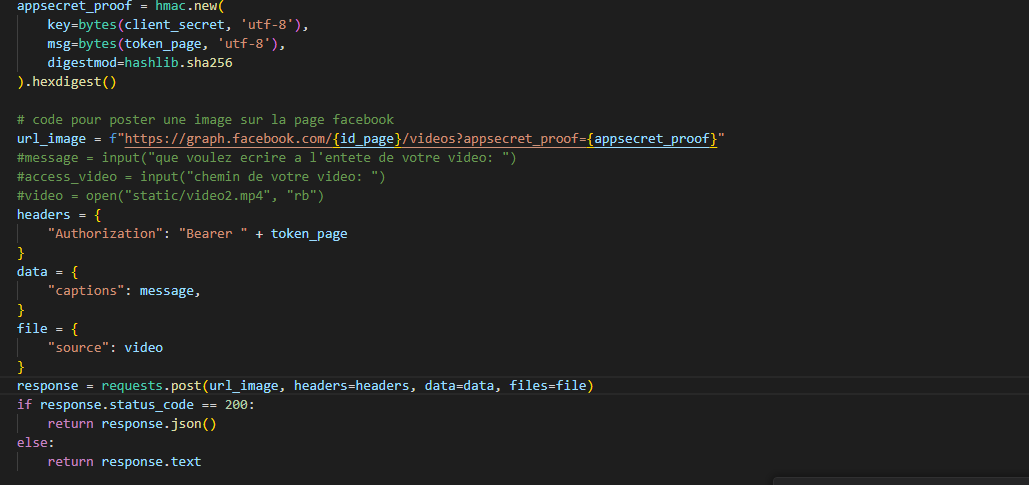 appsecret_proof = hmac.new(
    key=bytes(client_secret, 'utf-8'),
    msg=bytes(token_page, 'utf-8'),
    digestmod=hashlib.sha256
).hexdigest()

# code pour poster une image sur la page facebook
url_image = f"https://graph.facebook.com/{id_page}/videos?appsecret_proof={appsecret_proof}"
#message = input("que voulez ecrire a l'entete de votre video: ")
#access_video = input("chemin de votre video: ")
#video = open("static/video2.mp4", "rb")
headers = {
    "Authorization": "Bearer " + token_page
}
data = {
    "captions": message,
}
file = {
    "source": video
}
response = requests.post(url_image, headers=headers, data=data, files=file)
if response.status_code == 200:
    return response.json()
else:
    return response.text